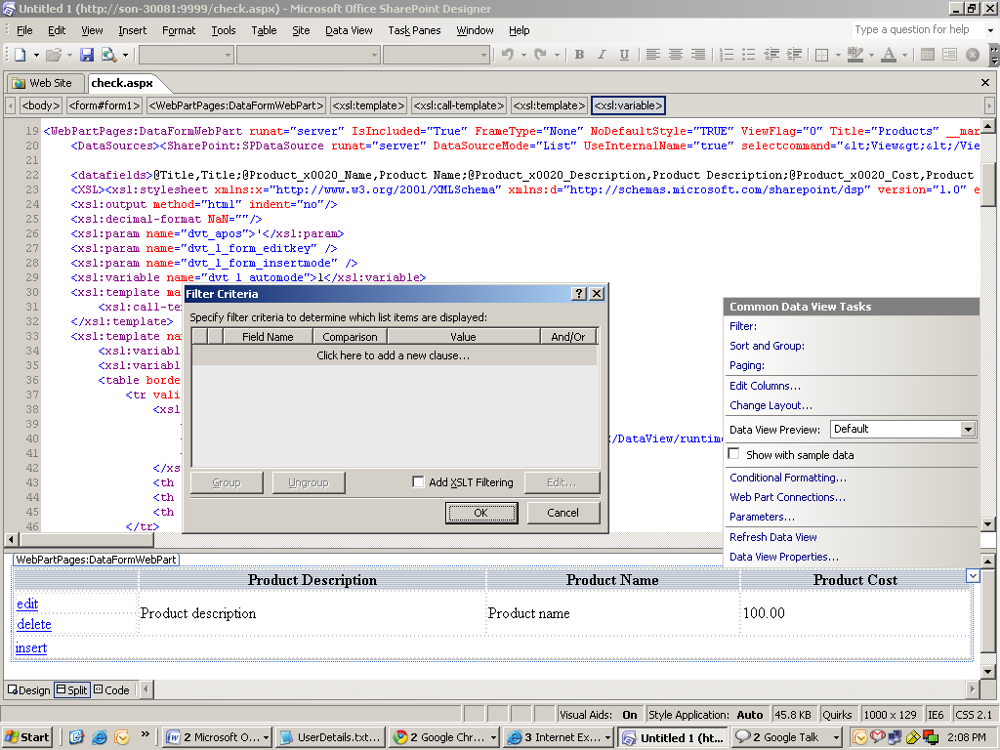 Untitled 1 (http://son-30081:9999/check.aspx) - Microsoft Office SharePoint Designer
File Edit View Insert Format Tools Table Site Data View Task Panes Window Help
Type a question for help
Web Site check.aspx
<body> <form#form1> <WebPartPages:DataFormWebPart> <xsl:template> <xsl:call-template> <xsl:template> <xsl:variable>
19 <WebPartPages:DataFormWebPart runat="server" IsIncluded="True" FrameType="None" NoDefaultStyle="TRUE" ViewFlag="0" Title="Products" __mar
20 <DataSources><SharePoint:SPDataSource runat="server" DataSourceMode="List" UseInternalName="true" selectcommand="&lt;View&gt;&lt;/Vie
21
22 <datafields>@Title,Title;@Product_x0020_Name,Product Name;@Product_x0020_Description,Product Description;@Product_x0020_Cost,Product
23 <XSL><xsl:stylesheet xmlns:x="http://www.w3.org/2001/XMLSchema" xmlns:d="http://schemas.microsoft.com/sharepoint/dsp" version="1.0" e
24 <xsl:output method="html" indent="no"/>
25 <xsl:decimal-format NaN=""/>
26 <xsl:param name="dvt_apos">'</xsl:param>
27 <xsl:param name="dvt_1_form_editkey" />
28 <xsl:param name="dvt_1_form_insertmode" />
29 <xsl:variable name="dvt_1_automode">1</xsl:variable>
30 <xsl:template ma
31 <xsl:call-te
32 </xsl:template>
33 <xsl:template na
34 <xsl:variabl
35 <xsl:variabl
36 <table borde
37 <tr vali
38 <xsl
39
40 :/DataView/runtime
41
42 </xs
43 <th
44 <th
45 <th
46 </tr>
Filter Criteria
Specify filter criteria to determine which list items are displayed:
Field Name Comparison Value And/Or
Click here to add a new clause...
Group Ungroup Add XSLT Filtering Edit...
OK Cancel
Common Data View Tasks
Filter:
Sort and Group:
Paging:
Edit Columns...
Change Layout...
Data View Preview: Default
Show with sample data
Conditional Formatting...
Web Part Connections...
Parameters...
Refresh Data View
Data View Properties...
WebPartPages:DataFormWebPart
Product Description Product Name Product Cost
edit
delete
Product description Product name 100.00
insert
Design Split Code
Visual Aids: On Style Application: Auto 45.8 KB Quirks 1000 x 129 IE6 CSS 2.1
Start 2 Microsoft O... UserDetails.txt... 2 Google Chr... 3 Internet Ex... Untitled 1 (ht... 2 Google Talk 2:08 PM